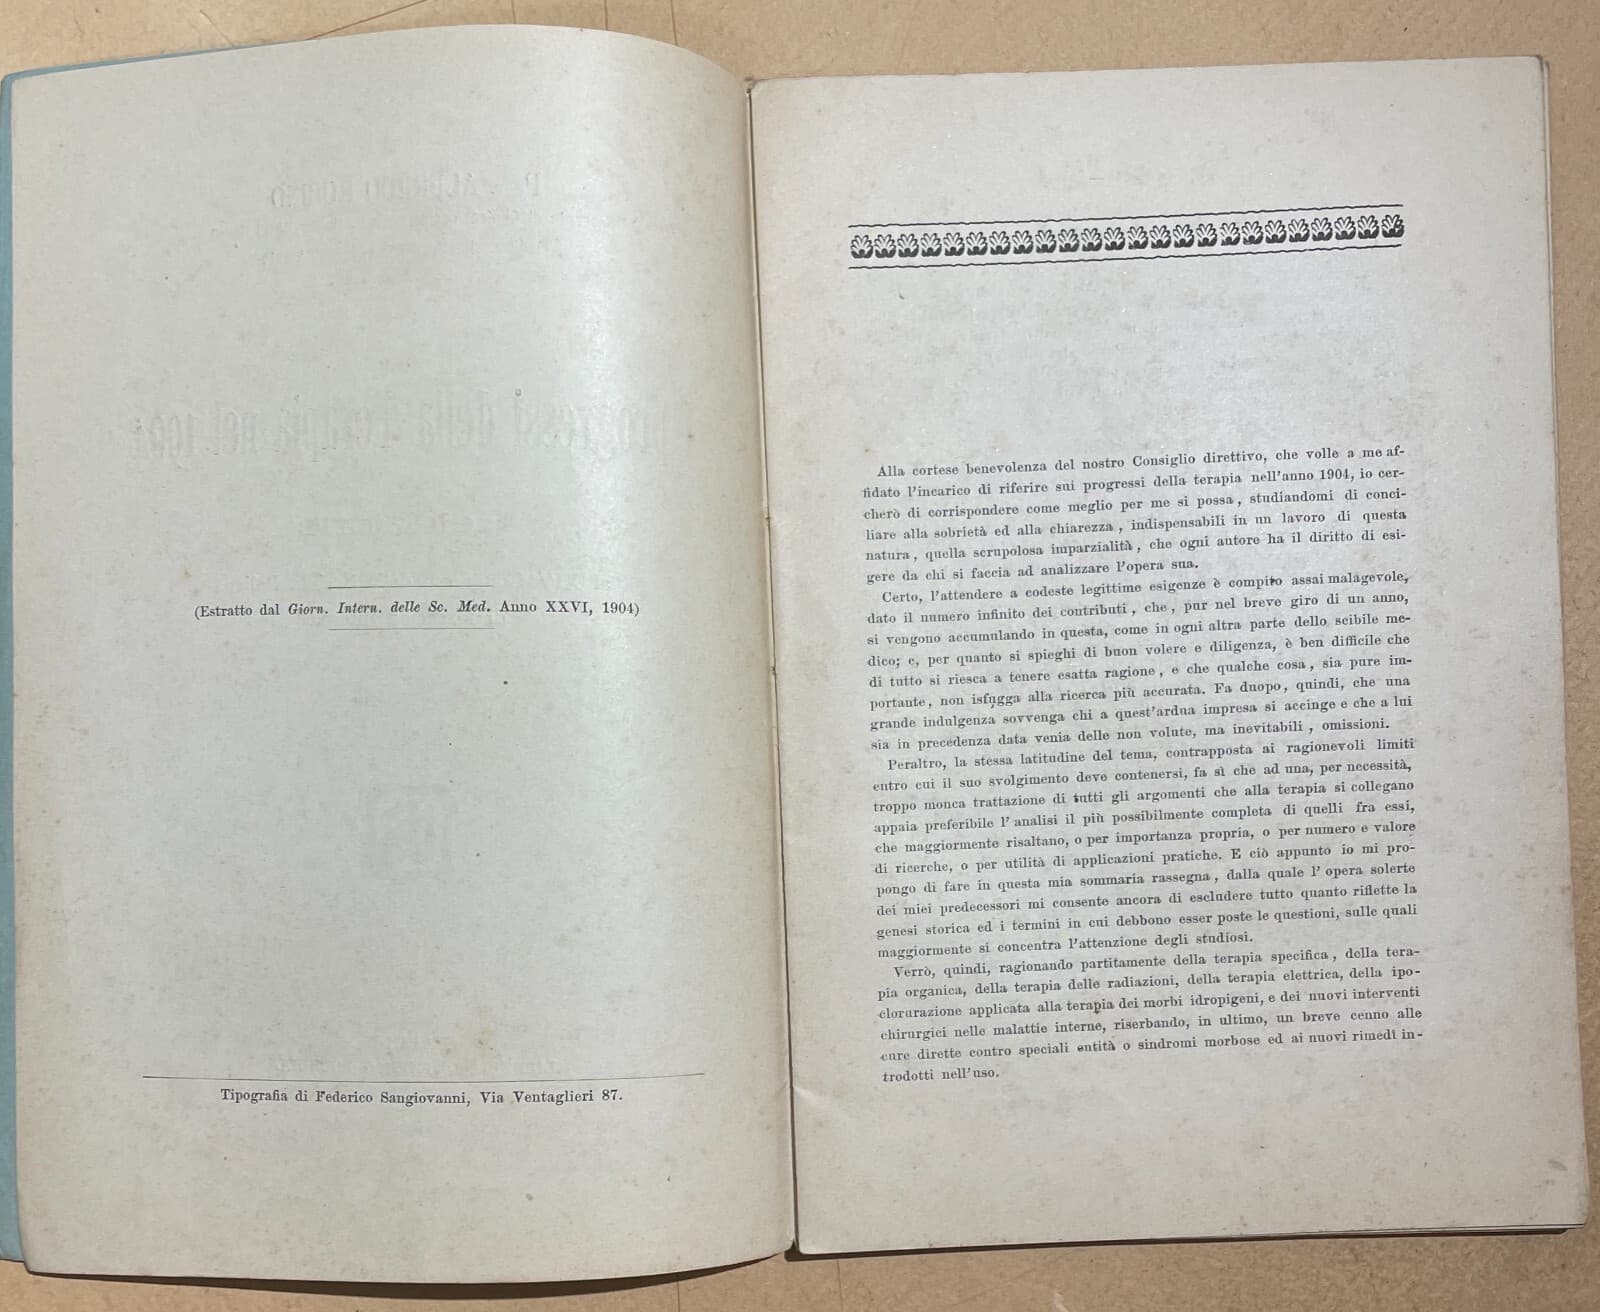 (Estratto dal Giorn. Intern. delle Sc. Med. Anno XXVI, 1904)
Tipografia di Federico Sangiovanni, Via Ventaglieri 87.
Alla cortese benevolenza del nostro Consiglio direttivo, che volle a me af-
fidato l'incarico di riferire sui progressi della terapia nell'anno 1904, io cer-
cherò di corrispondere come meglio per me si possa, studiandomi di conci-
liare alla sobrietà ed alla chiarezza, indispensabili in un lavoro di questa
natura, quella scrupolosa imparzialità, che ogni autore ha il diritto di esi-
gere da chi si faccia ad analizzare l'opera sua.
Certo, l'attendere a codeste legittime esigenze è compito assai malagevole,
dato il numero infinito dei contributi, che, pur nel breve giro di un anno,
si vengono accumulando in questa, come in ogni altra parte dello scibile me-
dico; e, per quanto si spieghi di buon volere e diligenza, è ben difficile che
di tutto si riesca a tenere esatta ragione, e che qualche cosa, sia pure im-
portante, non isfugga alla ricerca più accurata. Fa duopo, quindi, che una
grande indulgenza sovvenga chi a quest'ardua impresa si accinge e che a lui
sia in precedenza data venia delle non volute, ma inevitabili, omissioni.
Peraltro, la stessa latitudine del tema, contrapposta ai ragionevoli limiti
entro cui il suo svolgimento deve contenersi, fa sì che ad una, per necessità,
troppo monca trattazione di tutti gli argomenti che alla terapia si collegano
appaia preferibile l'analisi il più possibilmente completa di quelli fra essi,
che maggiormente risaltano, o per importanza propria, o per numero e valore
di ricerche, o per utilità di applicazioni pratiche. E ciò appunto io mi pro-
pongo di fare in questa mia sommaria rassegna, dalla quale l'opera solerte
dei miei predecessori mi consente ancora di escludere tutto quanto riflette la
genesi storica ed i termini in cui debbono esser poste le questioni, sulle quali
maggiormente si concentra l'attenzione degli studiosi.
Verrò, quindi, ragionando partitamente della terapia specifica, della tera-
pia organica, della terapia delle radiazioni, della terapia elettrica, della ipo-
clorurazione applicata alla terapia dei morbi idropigeni, e dei nuovi interventi
chirurgici nelle malattie interne, riserbando, in ultimo, un breve cenno alle
cure dirette contro speciali entità o sindromi morbose ed ai nuovi rimedî in-
trodotti nell'uso.